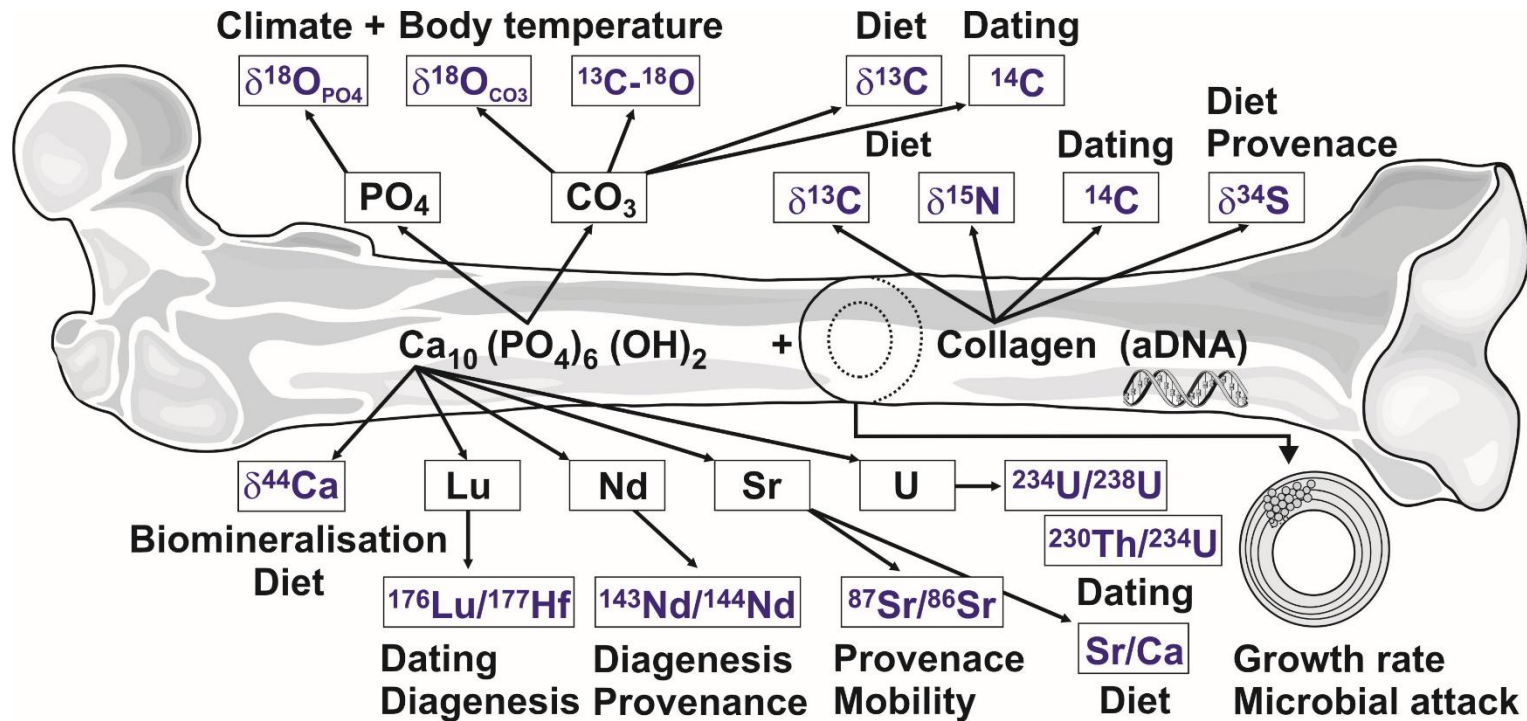 Climate + Body temperature
Diet
Dating
δ¹⁸O_PO4
δ¹⁸O_CO3
¹³C-¹⁸O
δ¹³C
¹⁴C
Diet
Provenace
Diet
Dating
PO₄
CO₃
δ¹³C
δ¹⁵N
¹⁴C
δ³⁴S
Ca₁₀ (PO₄)₆ (OH)₂ + Collagen (aDNA)
δ⁴⁴Ca
Lu
Nd
Sr
U
²³⁴U/²³⁸U
Biomineralisation
Diet
²³⁰Th/²³⁴U
Dating
¹⁷⁶Lu/¹⁷⁷Hf
¹⁴³Nd/¹⁴⁴Nd
⁸⁷Sr/⁸⁶Sr
Sr/Ca
Dating
Diagenesis
Diagenesis
Provenance
Provenace
Mobility
Diet
Growth rate
Microbial attack